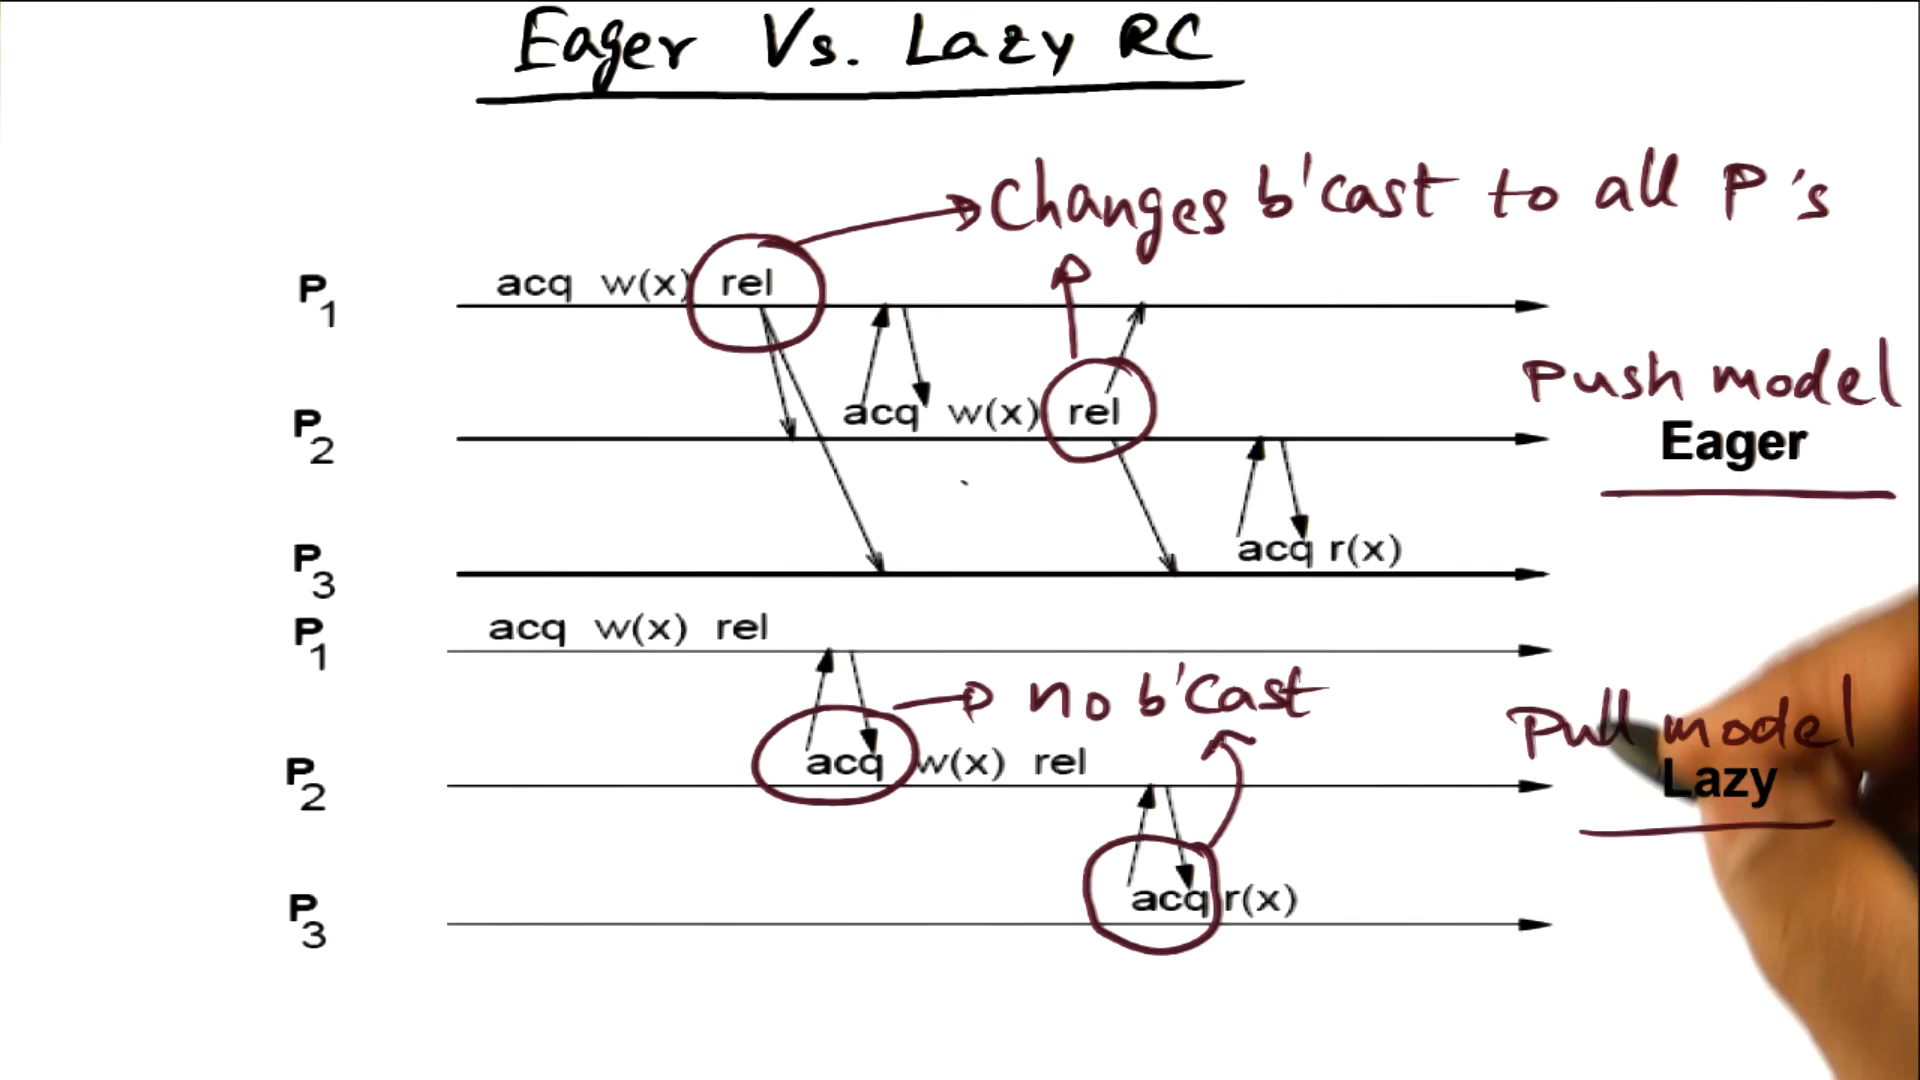 Eager Vs. Lazy RC
Changes b'cast to all P's
P1 acq w(x) rel
Push model
P2 acq w(x) rel
Eager
P3 acq r(x)
P1 acq w(x) rel
no b'cast
Pull model
P2 acq w(x) rel
Lazy
P3 acq r(x)